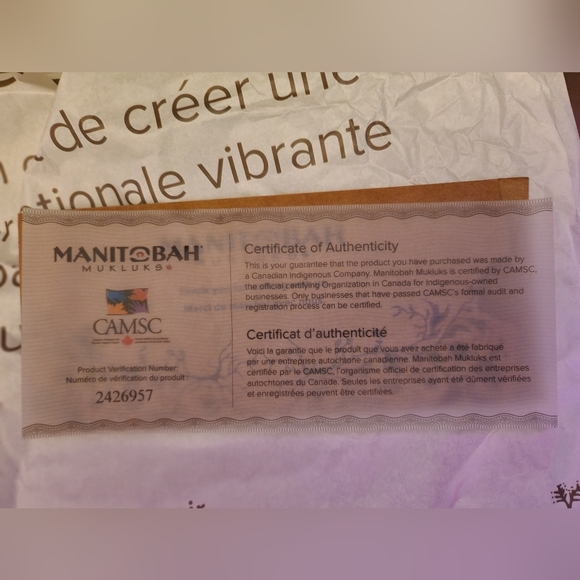 de créer une
tionale vibrante
MANITOBAH
MUKLUKS
CAMSC
Product Verification Number:
Numéro de vérification du produit:
2426957
Certificate of Authenticity
This is your guarantee that the product you have purchased was made
by a Canadian Indigenous Company. Manitobah Mukluks is certified by CAMSC,
the official certifying Organization in Canada for Indigenous-owned
businesses. Only businesses that have passed CAMSC's formal audit and
registration process can be certified.
Certificat d'authenticité
Voici la garantie que le produit que vous avez acheté a été fabriqué
par une entreprise autochtone canadienne. Manitobah Mukluks est
certifiée par le CAMSC, l'organisme officiel de certification des entreprises
autochtones du Canada. Seules les entreprises ayant été dûment vérifiées
et enregistrées peuvent être certifiées.